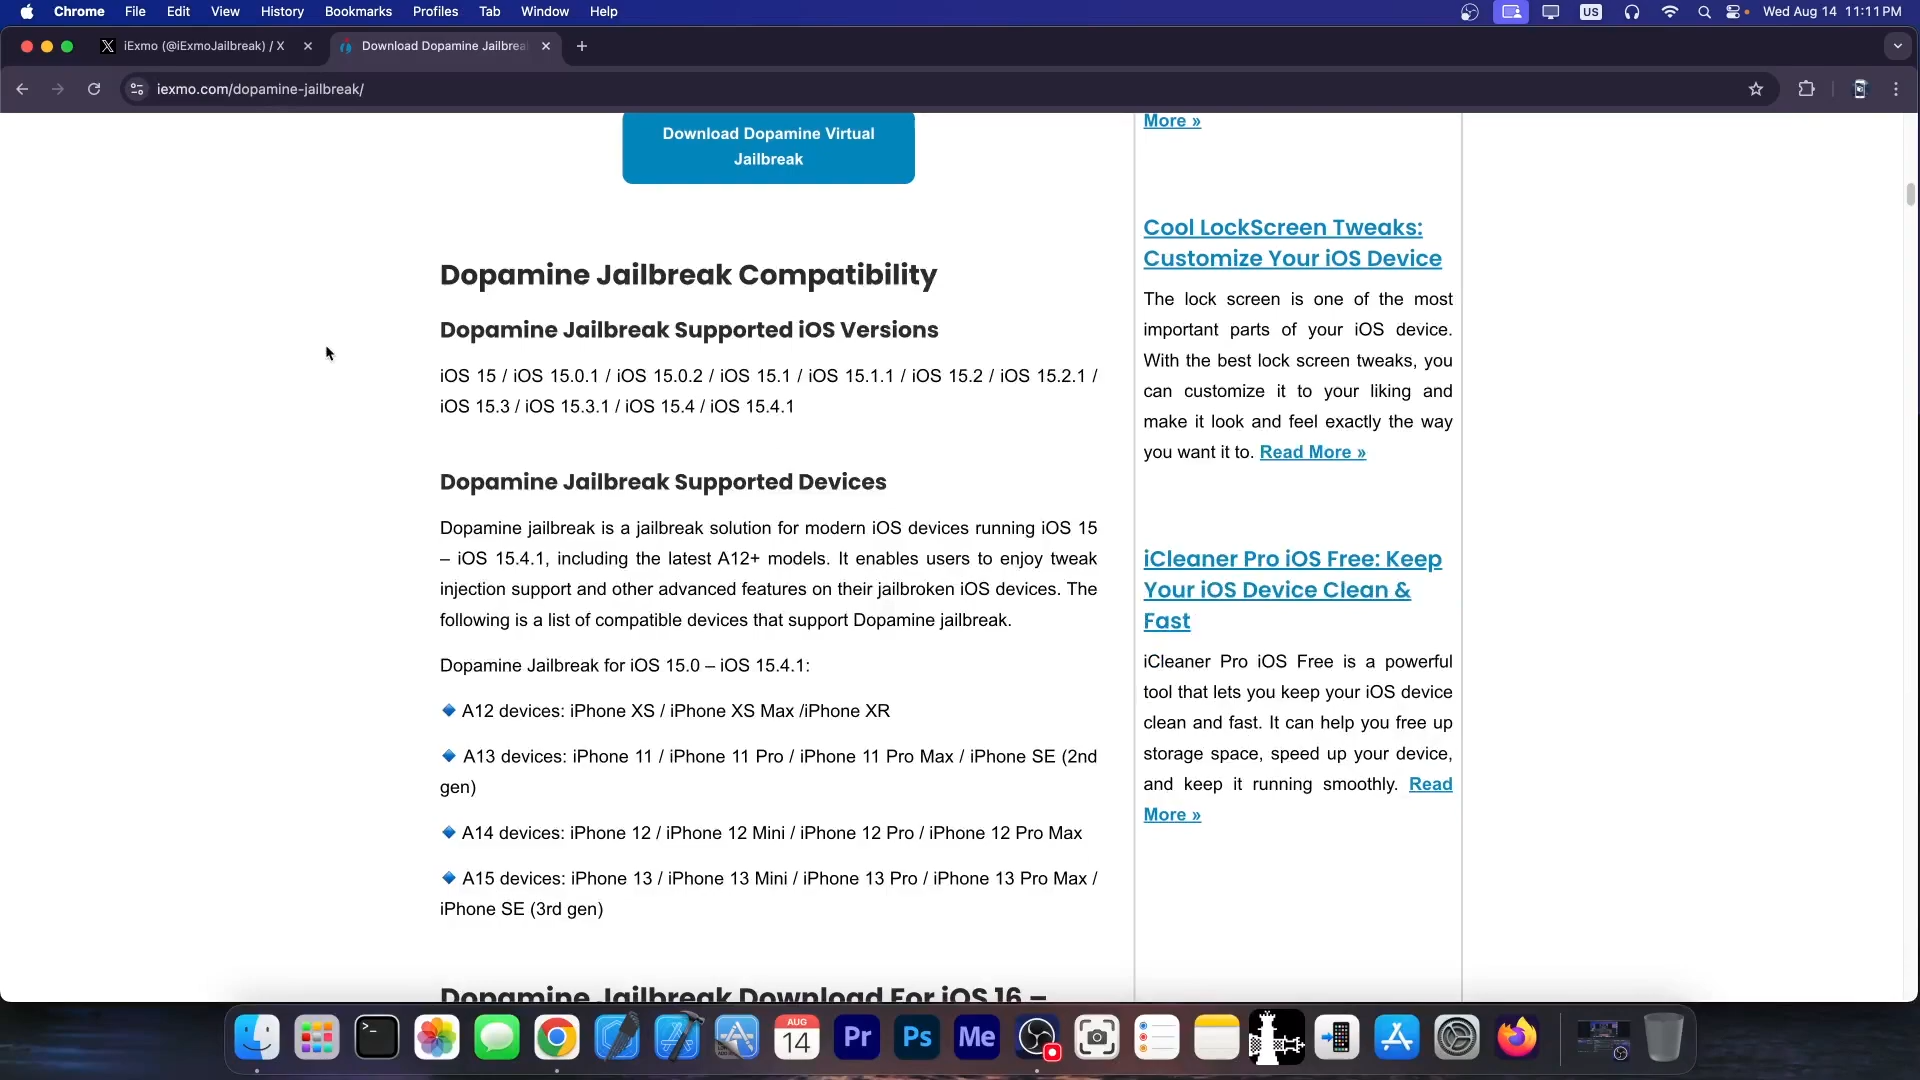 Chrome File Edit View History Bookmarks Profiles Tab Window Help US Wed Aug 14 11:11 PM
iExmo (@iExmoJailbreak) / X
Download Dopamine Jailbrea
iexmo.com/dopamine-jailbreak/
Download Dopamine Virtual
Jailbreak
Dopamine Jailbreak Compatibility
Dopamine Jailbreak Supported iOS Versions
iOS 15 / iOS 15.0.1 / iOS 15.0.2 / iOS 15.1 / iOS 15.1.1 / iOS 15.2 / iOS 15.2.1 /
iOS 15.3 / iOS 15.3.1 / iOS 15.4 / iOS 15.4.1
Dopamine Jailbreak Supported Devices
Dopamine jailbreak is a jailbreak solution for modern iOS devices running iOS 15
– iOS 15.4.1, including the latest A12+ models. It enables users to enjoy tweak
injection support and other advanced features on their jailbroken iOS devices. The
following is a list of compatible devices that support Dopamine jailbreak.
Dopamine Jailbreak for iOS 15.0 – iOS 15.4.1:
A12 devices: iPhone XS / iPhone XS Max /iPhone XR
A13 devices: iPhone 11 / iPhone 11 Pro / iPhone 11 Pro Max / iPhone SE (2nd
gen)
A14 devices: iPhone 12 / iPhone 12 Mini / iPhone 12 Pro / iPhone 12 Pro Max
A15 devices: iPhone 13 / iPhone 13 Mini / iPhone 13 Pro / iPhone 13 Pro Max /
iPhone SE (3rd gen)
Dopamine Jailbreak Download For iOS 16 –
More »
Cool LockScreen Tweaks:
Customize Your iOS Device
The lock screen is one of the most
important parts of your iOS device.
With the best lock screen tweaks, you
can customize it to your liking and
make it look and feel exactly the way
you want it to. Read More »
iCleaner Pro iOS Free: Keep
Your iOS Device Clean &
Fast
iCleaner Pro iOS Free is a powerful
tool that lets you keep your iOS device
clean and fast. It can help you free up
storage space, speed up your device,
and keep it running smoothly. Read
More »
AUG
14
Pr
Ps
Me